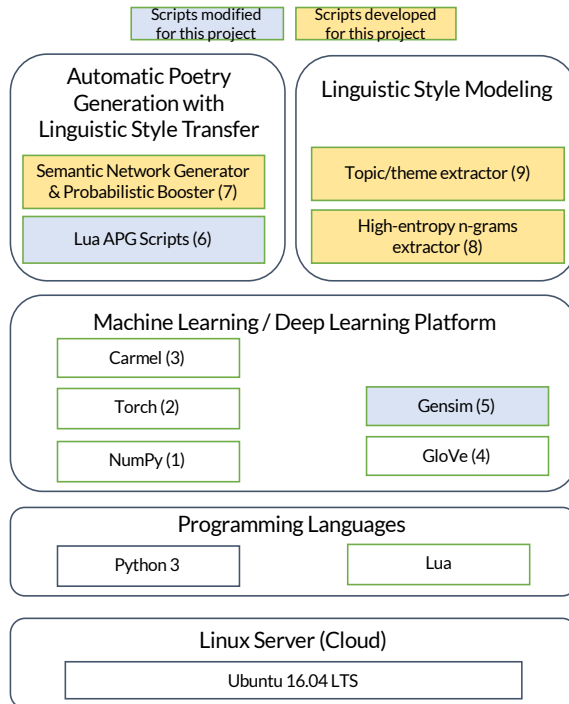 Scripts modified
for this project
Scripts developed
for this project
Automatic Poetry
Generation with
Linguistic Style Transfer
Semantic Network Generator
& Probabilistic Booster (7)
Lua APG Scripts (6)
Linguistic Style Modeling
Topic/theme extractor (9)
High-entropy n-grams
extractor (8)
Machine Learning / Deep Learning Platform
Carmel (3)
Torch (2)
NumPy (1)
Gensim (5)
GloVe (4)
Programming Languages
Python 3
Lua
Linux Server (Cloud)
Ubuntu 16.04 LTS